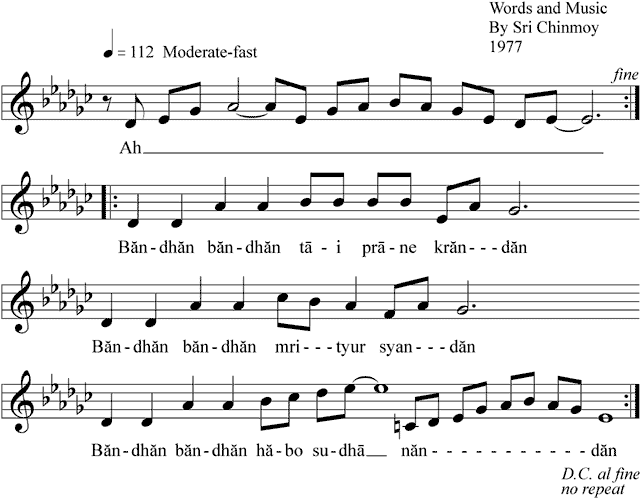 Words and Music
By Sri Chinmoy
1977
♩ = 112 Moderate-fast
fine
Ah
Băn-dhăn băn-dhăn tā-i prā-ne krăn---dăn
Băn-dhăn băn-dhăn mri---tyur syan----dăn
Băn-dhăn băn-dhăn hă-bo su-dhā năn------------dăn
D.C. al fine
no repeat